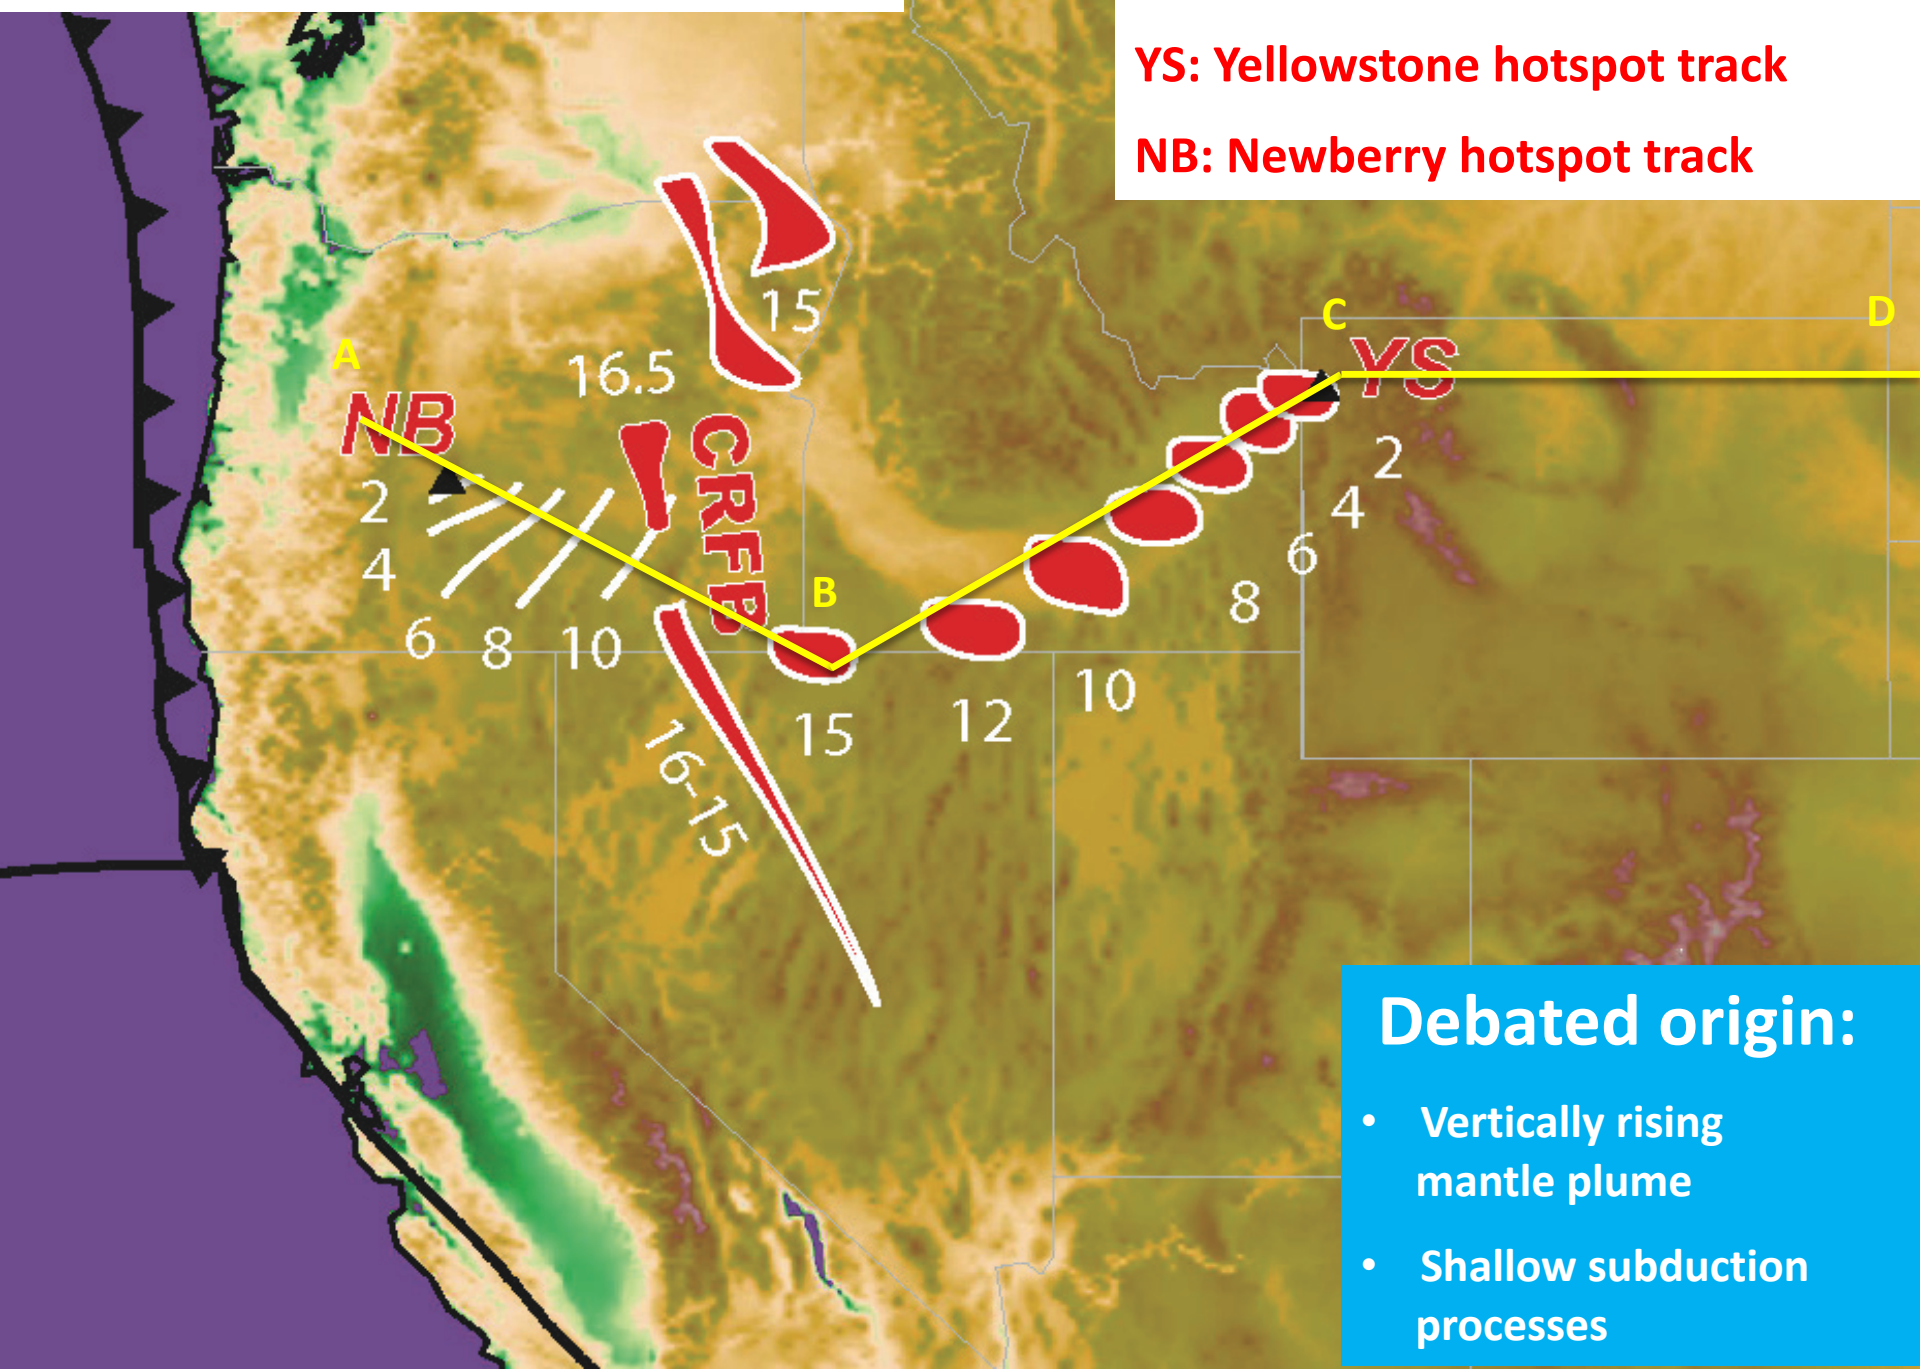 YS: Yellowstone hotspot track
NB: Newberry hotspot track
15
C
D
A
16.5
YS
NB
CRFB
2
2
4
4
6
B
8
6
8
10
10
15
12
16-15
Debated origin:
• Vertically rising
mantle plume
• Shallow subduction
processes